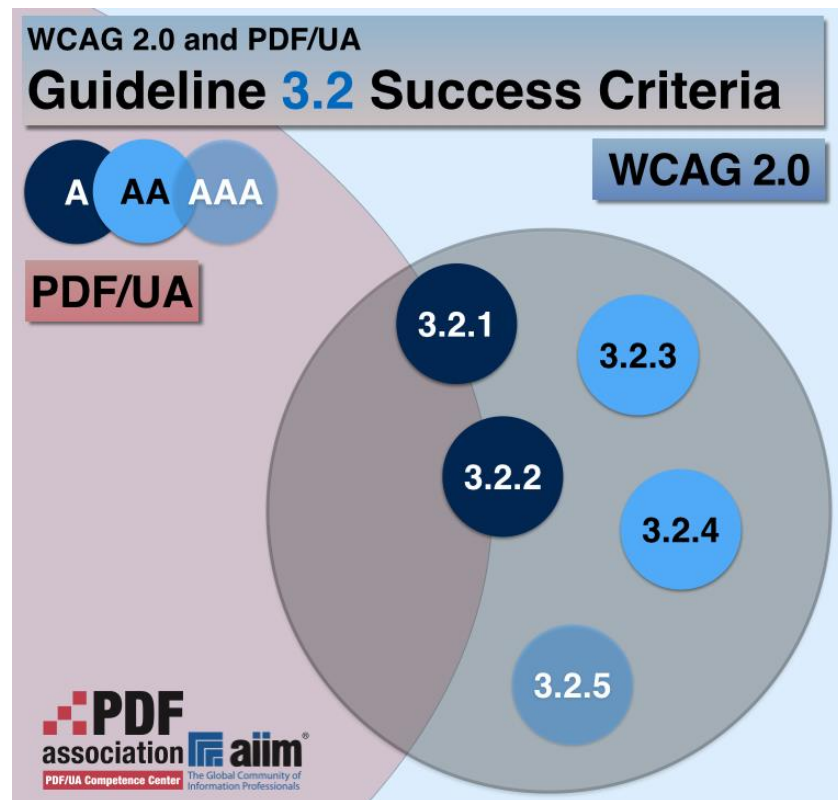 WCAG 2.0 and PDF/UA
Guideline 3.2 Success Criteria
A AA AAA
WCAG 2.0
PDF/UA
3.2.1
3.2.3
3.2.2
3.2.4
3.2.5
PDF
association
PDF/UA Competence Center
aiim®
The Global Community of
Information Professionals